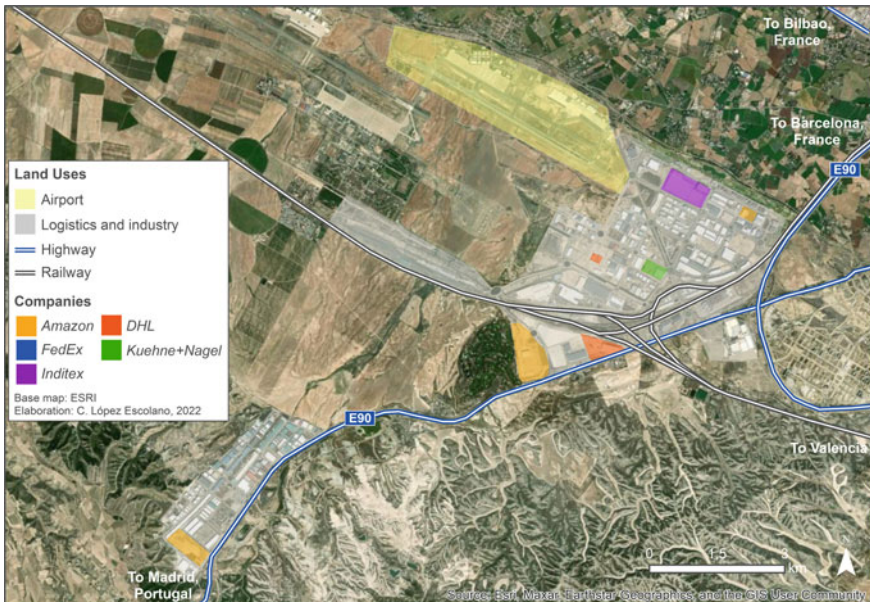 To Bilbao,
France
To Barcelona,
France
E90
Land Uses
Airport
Logistics and industry
Highway
Railway
Companies
Amazon
DHL
FedEx
Kuehne+Nagel
Inditex
Base map: ESRI
Elaboration: C. López Escolano, 2022
E90
To Valencia
To Madrid,
Portugal
0 1.5 3
km
N
Source: Esri, Maxar, Earthstar Geographics, and the GIS User Community